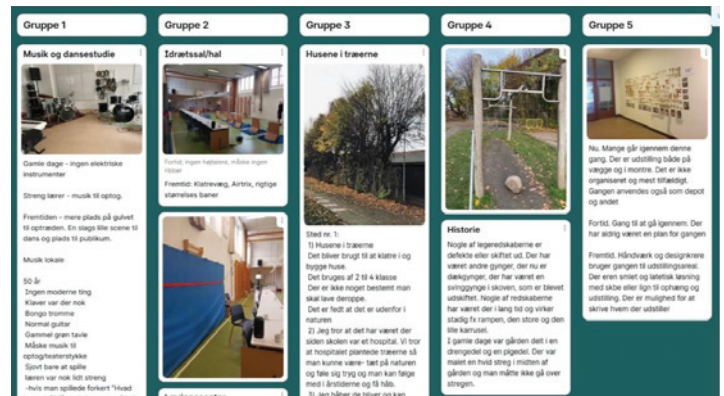 Gruppe 1
Musik og dansestudie
Gamle dage - ingen elektriske
instrumenter
Streng lærer - musik til optog.
Fremtiden - mere plads på gulvet
til optræden. En slags lille scene til
dans og plads til publikum.
Musik lokale
50 år
Ingen moderne ting
Klaver var der nok
Bongo tromme
Normal guitar
Gammel grøn tavle
Måske musik til
optog/teaterstykke
Sjovt bare at spille
læren var nok lidt streng
-hvis man spillede forkert "Hvad
Gruppe 2
Idrætssal/hal
Fortid: ingen højtalere, måske ingen
ribber
Fremtid: Klatrevæg, Airtrix, rigtige
størrelses baner
Gruppe 3
Husene i træerne
Sted nr. 1:
1) Husene i træerne
Det bliver brugt til at klatre i og
bygge huse.
Det bruges af 2 til 4 klasse
Der er ikke noget bestemt man
skal lave deroppe.
Det er fedt at det er udenfor i
naturen
2) Jeg tror at det har været der
siden skolen var et hospital. Vi tror
at hospitalet plantede træerne så
man kunne være- tæt på naturen
og føle sig tryg og man kan følge
med i årstiderne og få håb.
3) Jeg håber de bliver og kan
Gruppe 4
Historie
Nogle af legeredskaberne er
defekte eller skiftet ud. Der har
været andre gynger, der nu er
dækgynger, der har været en
svinggynge i skoven, som er blevet
udskiftet. Nogle af redskaberne
har været der i lang tid og virker
stadig fx rampen, den store og den
lille karrusel.
I gamle dage var gården delt i en
drengedel og en pigedel. Der var
malet en hvid streg i midten af
gården og man måtte ikke gå over
stregen.
Gruppe 5
Nu. Mange går igennem denne
gang. Der er udstilling både på
vægge og i montre. Det er ikke
organiseret og mest tilfældigt.
Gangen anvendes også som depot
og andet
Fortid. Gang til at gå igennem. Der
har aldrig været en plan for gangen
Fremtid. Håndværk og designkrere
bruger gangen til udstillingsareal.
Der eren smlet og latetisk løsning
med skbe eller lign til ophæng og
udstilling. Der er mulighed for at
skrive hvem der udstiller